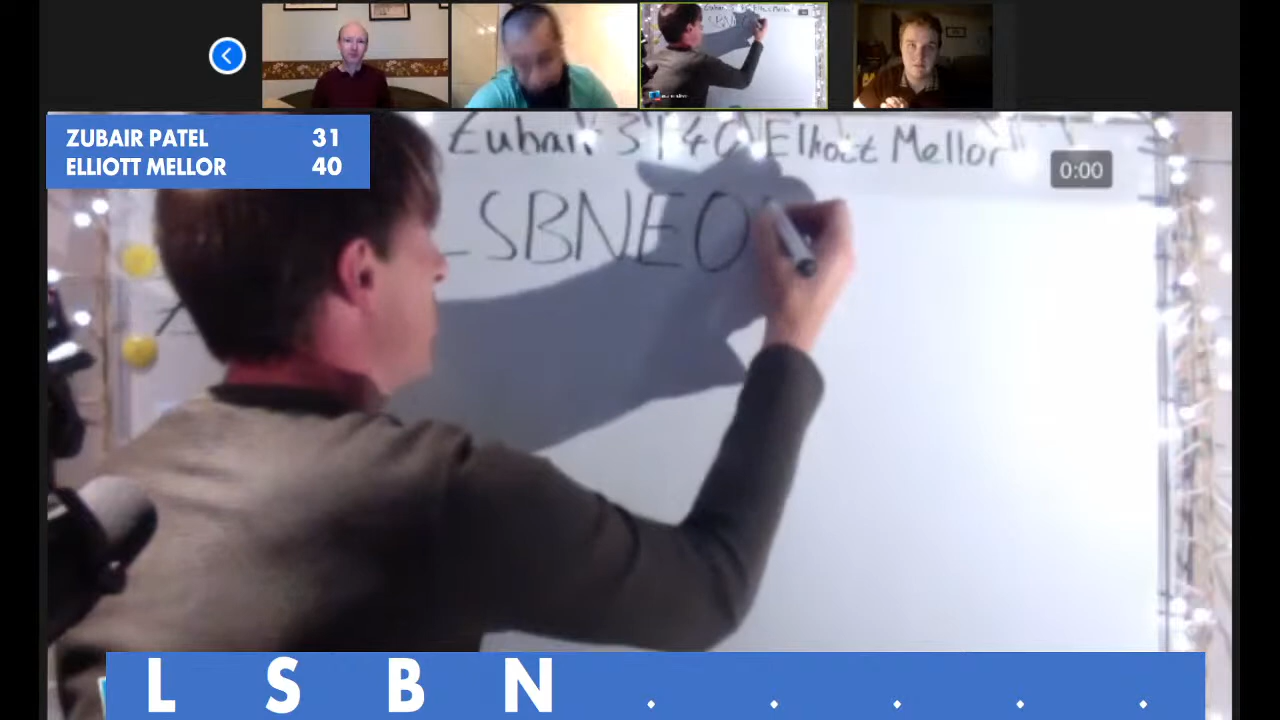 ZUBAIR PATEL 31
ELLIOTT MELLOR 40
Zubair 31 40 Elliott Mellor
0:00
LSBNEO
L S B N . . . . .